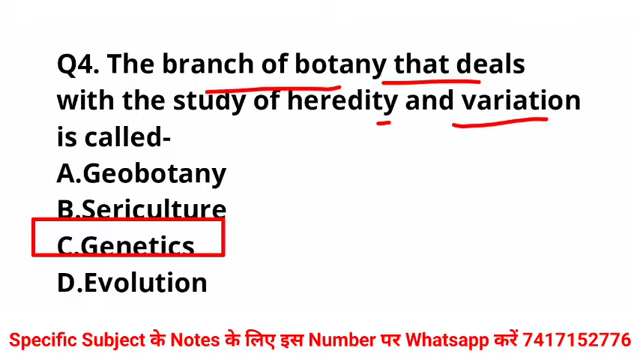 Q4. The branch of botany that deals
with the study of heredity and variation
is called-
A.Geobotany
B.Sericulture
C.Genetics
D.Evolution
Specific Subject के Notes के लिए इस Number पर Whatsapp करें 7417152776